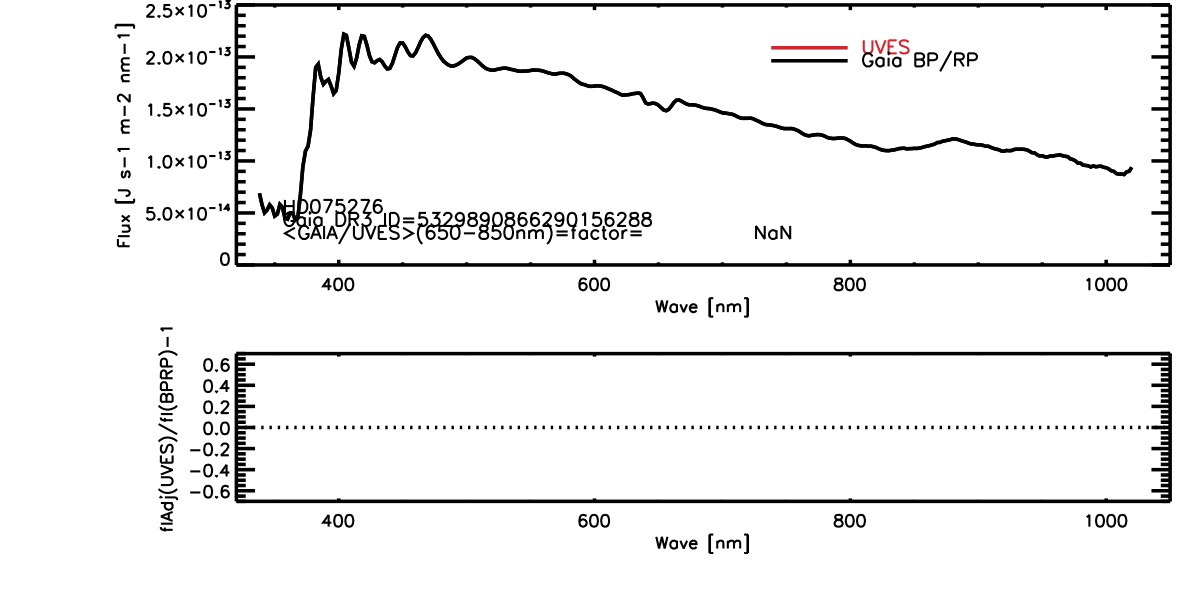 2.5×10−13
2.0×10−13
1.5×10−13
1.0×10−13
5.0×10−14
0
Flux [J s−1 m−2 nm−1]
UVES
Gaia BP/RP
HD075276
Gaia DR3 ID=5329890866290156288
<GAIA/UVES>(650−850nm)=factor= NaN
400 600 800 1000
Wave [nm]
flAdj(UVES)/fl(BPRP)−1
0.6
0.4
0.2
0.0
−0.2
−0.4
−0.6
400 600 800 1000
Wave [nm]